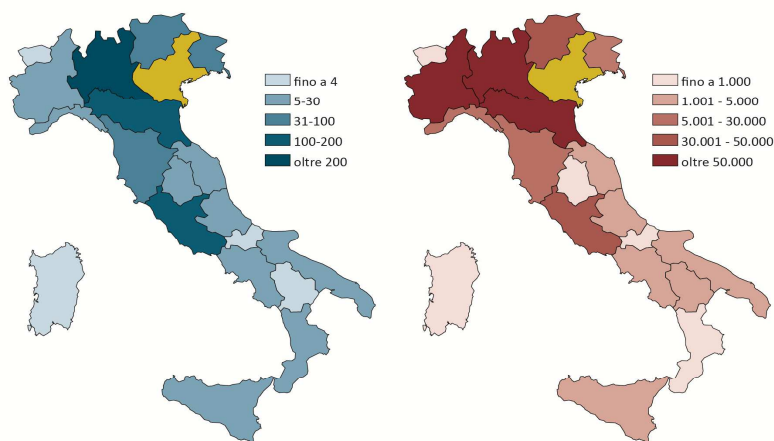 fino a 4
5-30
31-100
100-200
oltre 200
fino a 1.000
1.001 - 5.000
5.001 - 30.000
30.001 - 50.000
oltre 50.000